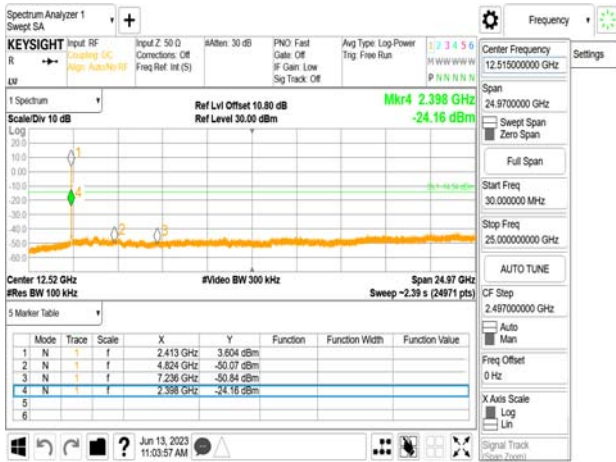 Spectrum Analyzer 1
Swept SA
Frequency
KEYSIGHT Input: RF
Coupling: DC
Align: Auto/No RF
Input Z: 50 Ω
Corrections: Off
Freq Ref: Int (S)
#Atten: 30 dB
PNO: Fast
Gate: Off
IF Gain: Low
Sig Track: Off
Avg Type: Log-Power
Trig: Free Run
1 2 3 4 5 6
M W W W W W
P N N N N N
R
LVI
1 Spectrum
Scale/Div 10 dB
Ref Lvl Offset 10.80 dB
Ref Level 30.00 dBm
Mkr4 2.398 GHz
-24.16 dBm
Log
20.0
10.0
0.00
-10.0
-20.0
-30.0
-40.0
-50.0
-60.0
1
4
2
3
Center 12.52 GHz
#Res BW 100 kHz
#Video BW 300 kHz
Span 24.97 GHz
Sweep ~2.39 s (24971 pts)
5 Marker Table
Mode Trace Scale X Y Function Function Width Function Value
1 N 1 f 2.413 GHz 3.604 dBm
2 N 1 f 4.824 GHz -50.07 dBm
3 N 1 f 7.236 GHz -50.84 dBm
4 N 1 f 2.398 GHz -24.16 dBm
5
6
Jun 13, 2023
11:03:57 AM
?
Center Frequency
12.515000000 GHz
Settings
Span
24.9700000 GHz
Swept Span
Zero Span
Full Span
Start Freq
30.000000 MHz
Stop Freq
25.000000000 GHz
AUTO TUNE
CF Step
2.497000000 GHz
Auto
Man
Freq Offset
0 Hz
X Axis Scale
Log
Lin
Signal Track
(Span Zoom)